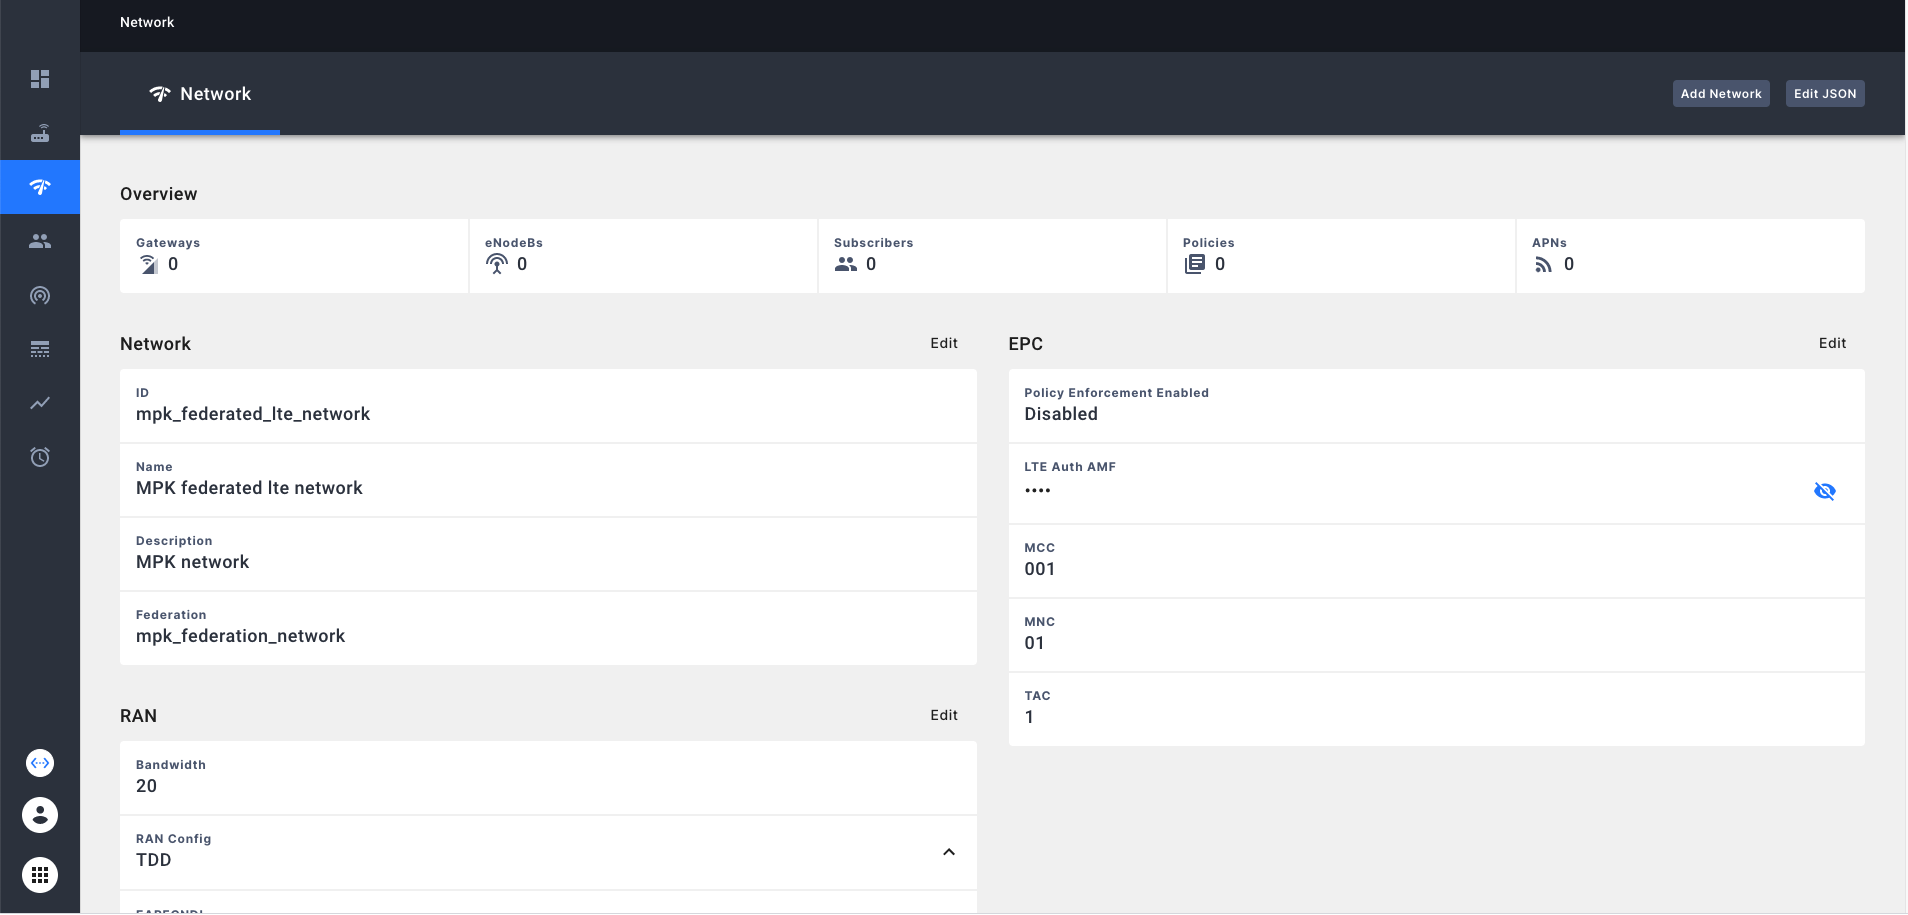 Network
Network
Add Network
Edit JSON
Overview
Gateways
0
eNodeBs
0
Subscribers
0
Policies
0
APNs
0
Network
Edit
ID
mpk_federated_lte_network
Name
MPK federated lte network
Description
MPK network
Federation
mpk_federation_network
EPC
Edit
Policy Enforcement Enabled
Disabled
LTE Auth AMF
••••
MCC
001
MNC
01
TAC
1
RAN
Edit
Bandwidth
20
RAN Config
TDD